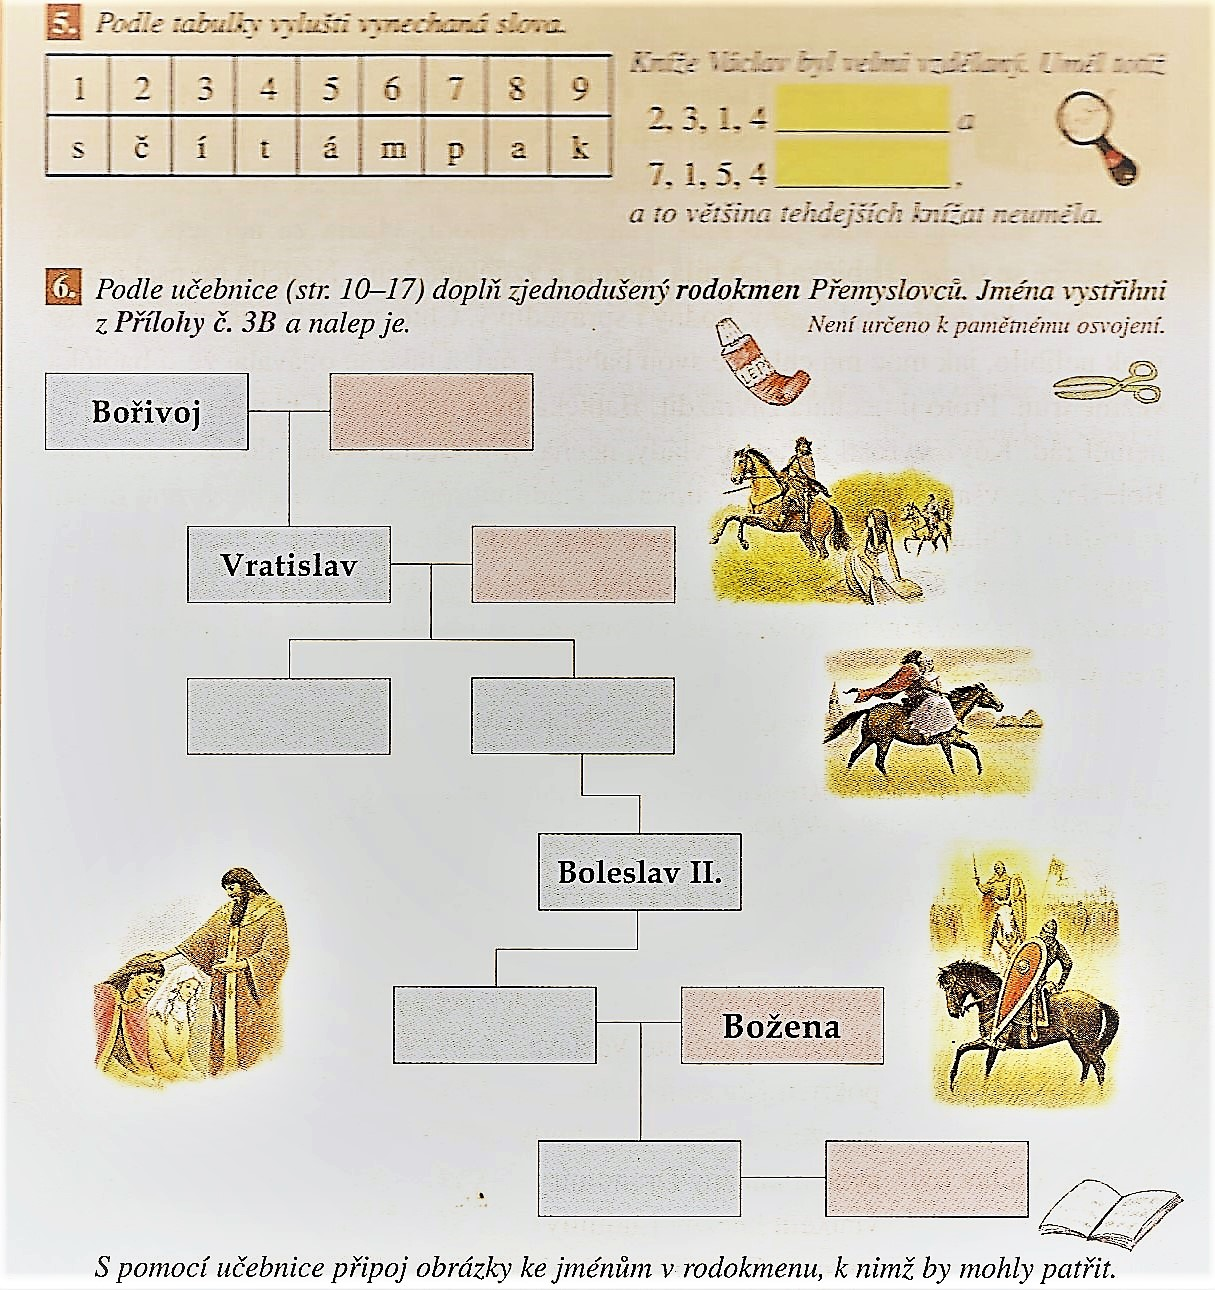 5. Podle tabulky vylušti vynechaná slova.
1 2 3 4 5 6 7 8 9
s č í t á m p a k
Kníže Václav byl velmi vzdělaný. Uměl totiž
2, 3, 1, 4 a
7, 1, 5, 4 ,
a to většina tehdejších knížat neuměla.
6. Podle učebnice (str. 10–17) doplň zjednodušený rodokmen Přemyslovců. Jména vystřihni
z Přílohy č. 3B a nalep je.
Není určeno k pamětnému osvojení.
LEP
Bořivoj
Vratislav
Boleslav II.
Božena
S pomocí učebnice připoj obrázky ke jménům v rodokmenu, k nimž by mohly patřit.